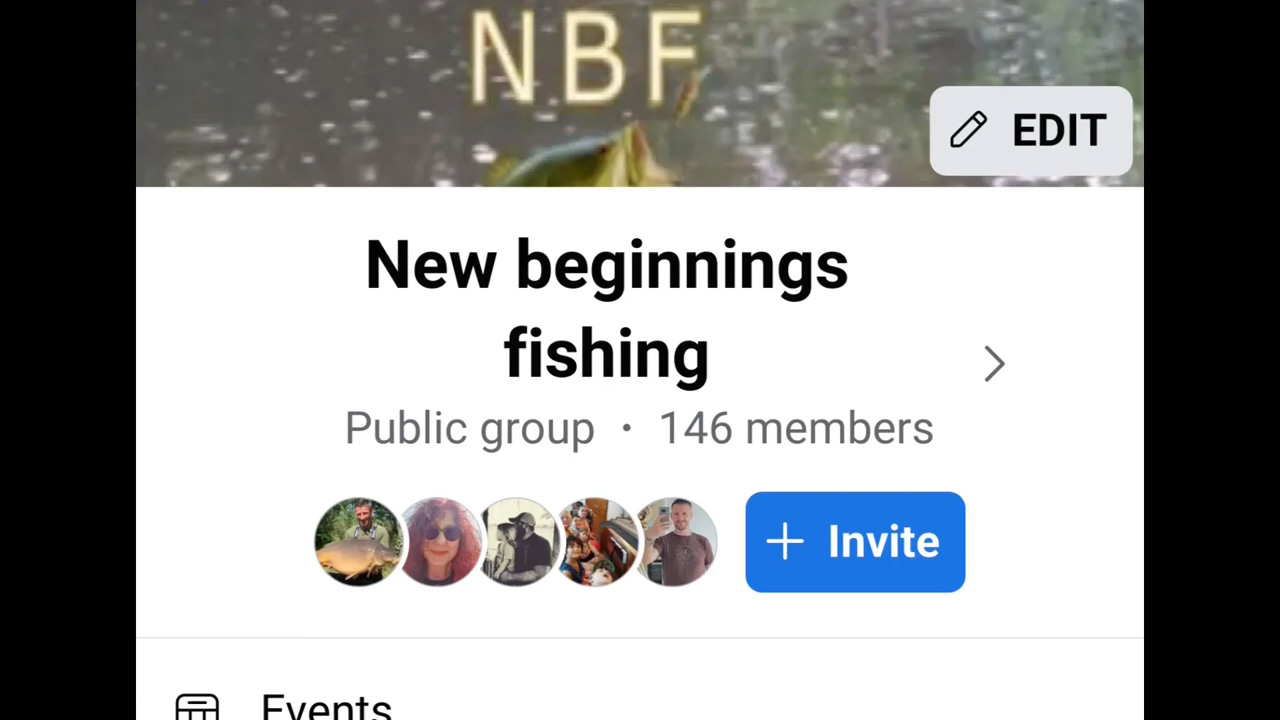 NBF
EDIT
New beginnings
fishing
Public group · 146 members
Invite
Events